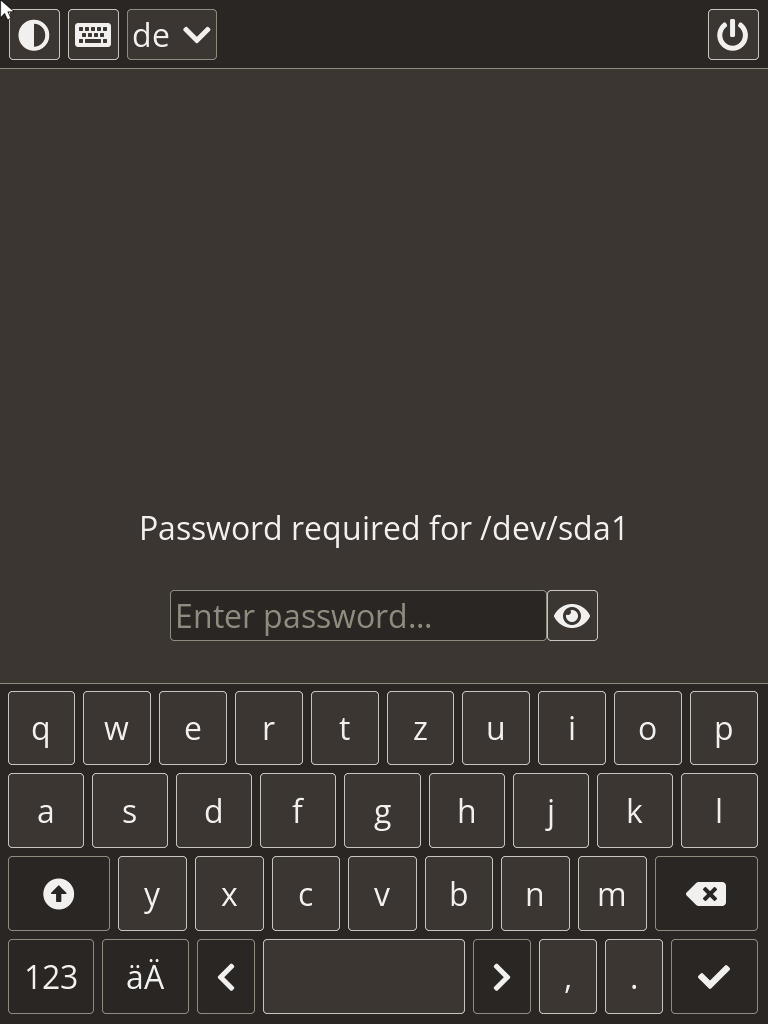 de
Password required for /dev/sda1
Enter password...
q w e r t z u i o p
a s d f g h j k l
y x c v b n m
123 äÄ , .